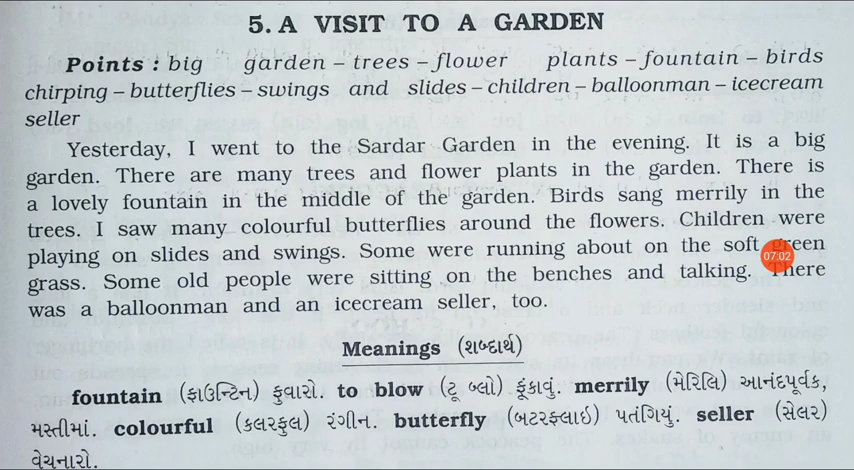 5. A VISIT TO A GARDEN
Points : big garden – trees – flower plants – fountain – birds
chirping – butterflies – swings and slides – children – balloonman – icecream
seller
Yesterday, I went to the Sardar Garden in the evening. It is a big
garden. There are many trees and flower plants in the garden. There is
a lovely fountain in the middle of the garden. Birds sang merrily in the
trees. I saw many colourful butterflies around the flowers. Children were
playing on slides and swings. Some were running about on the soft green
grass. Some old people were sitting on the benches and talking. There
was a balloonman and an icecream seller, too.
07:02
Meanings (શબ્દાર્થ)
fountain (ફાઉન્ટિન) ફુવારો. to blow (ટૂ બ્લો) ફૂંકાવું. merrily (મેરિલિ) આનંદપૂર્વક,
મસ્તીમાં. colourful (કલરફુલ) રંગીન. butterfly (બટરફ્લાઇ) પતંગિયું. seller (સેલર)
વેચનારો.